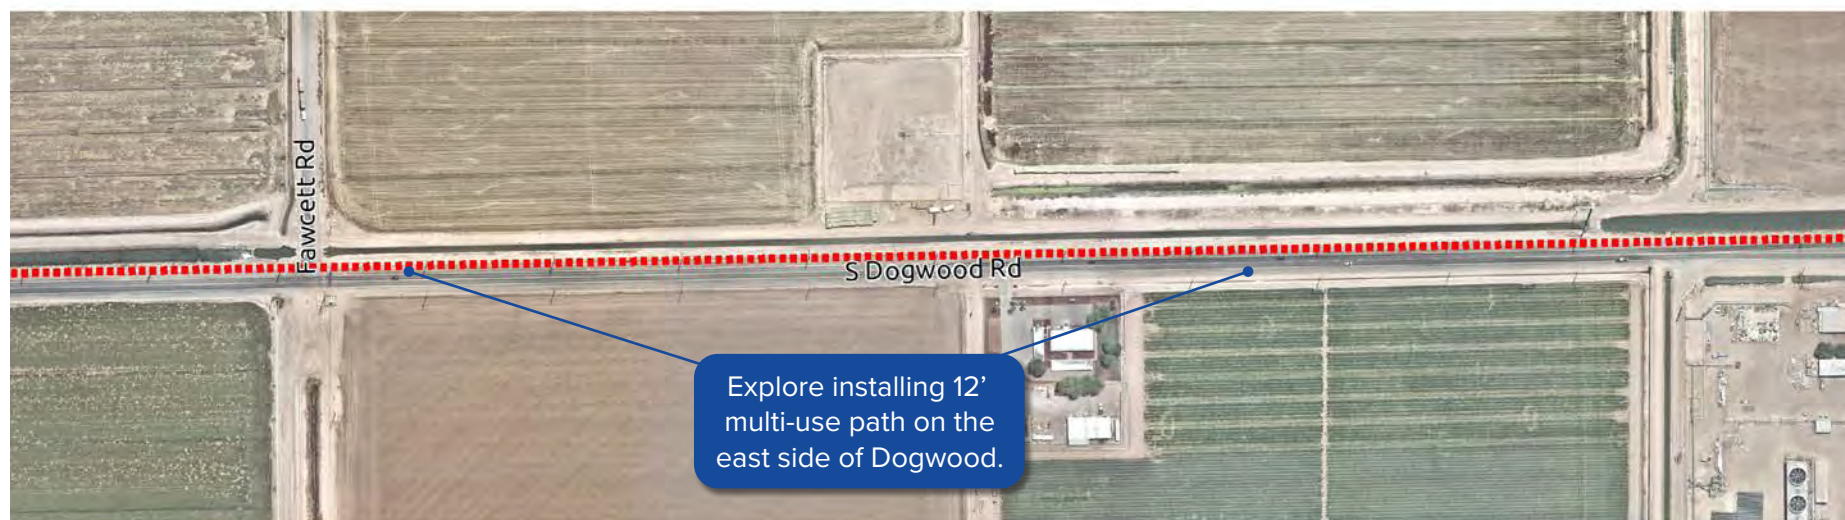 Fawcett Rd
S Dogwood Rd
Explore installing 12’
multi-use path on the
east side of Dogwood.